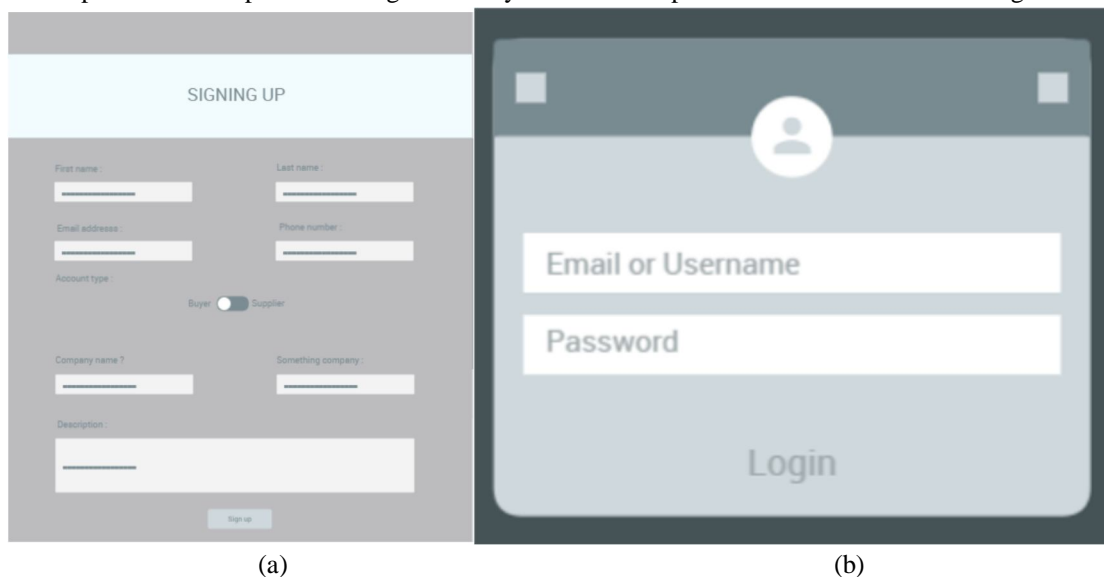 SIGNING UP
First name :
Last name :
Email addresse :
Phone number :
Account type :
Buyer
Supplier
Company name ?
Something company :
Description :
Sign up
Email or Username
Password
Login
(a)
(b)